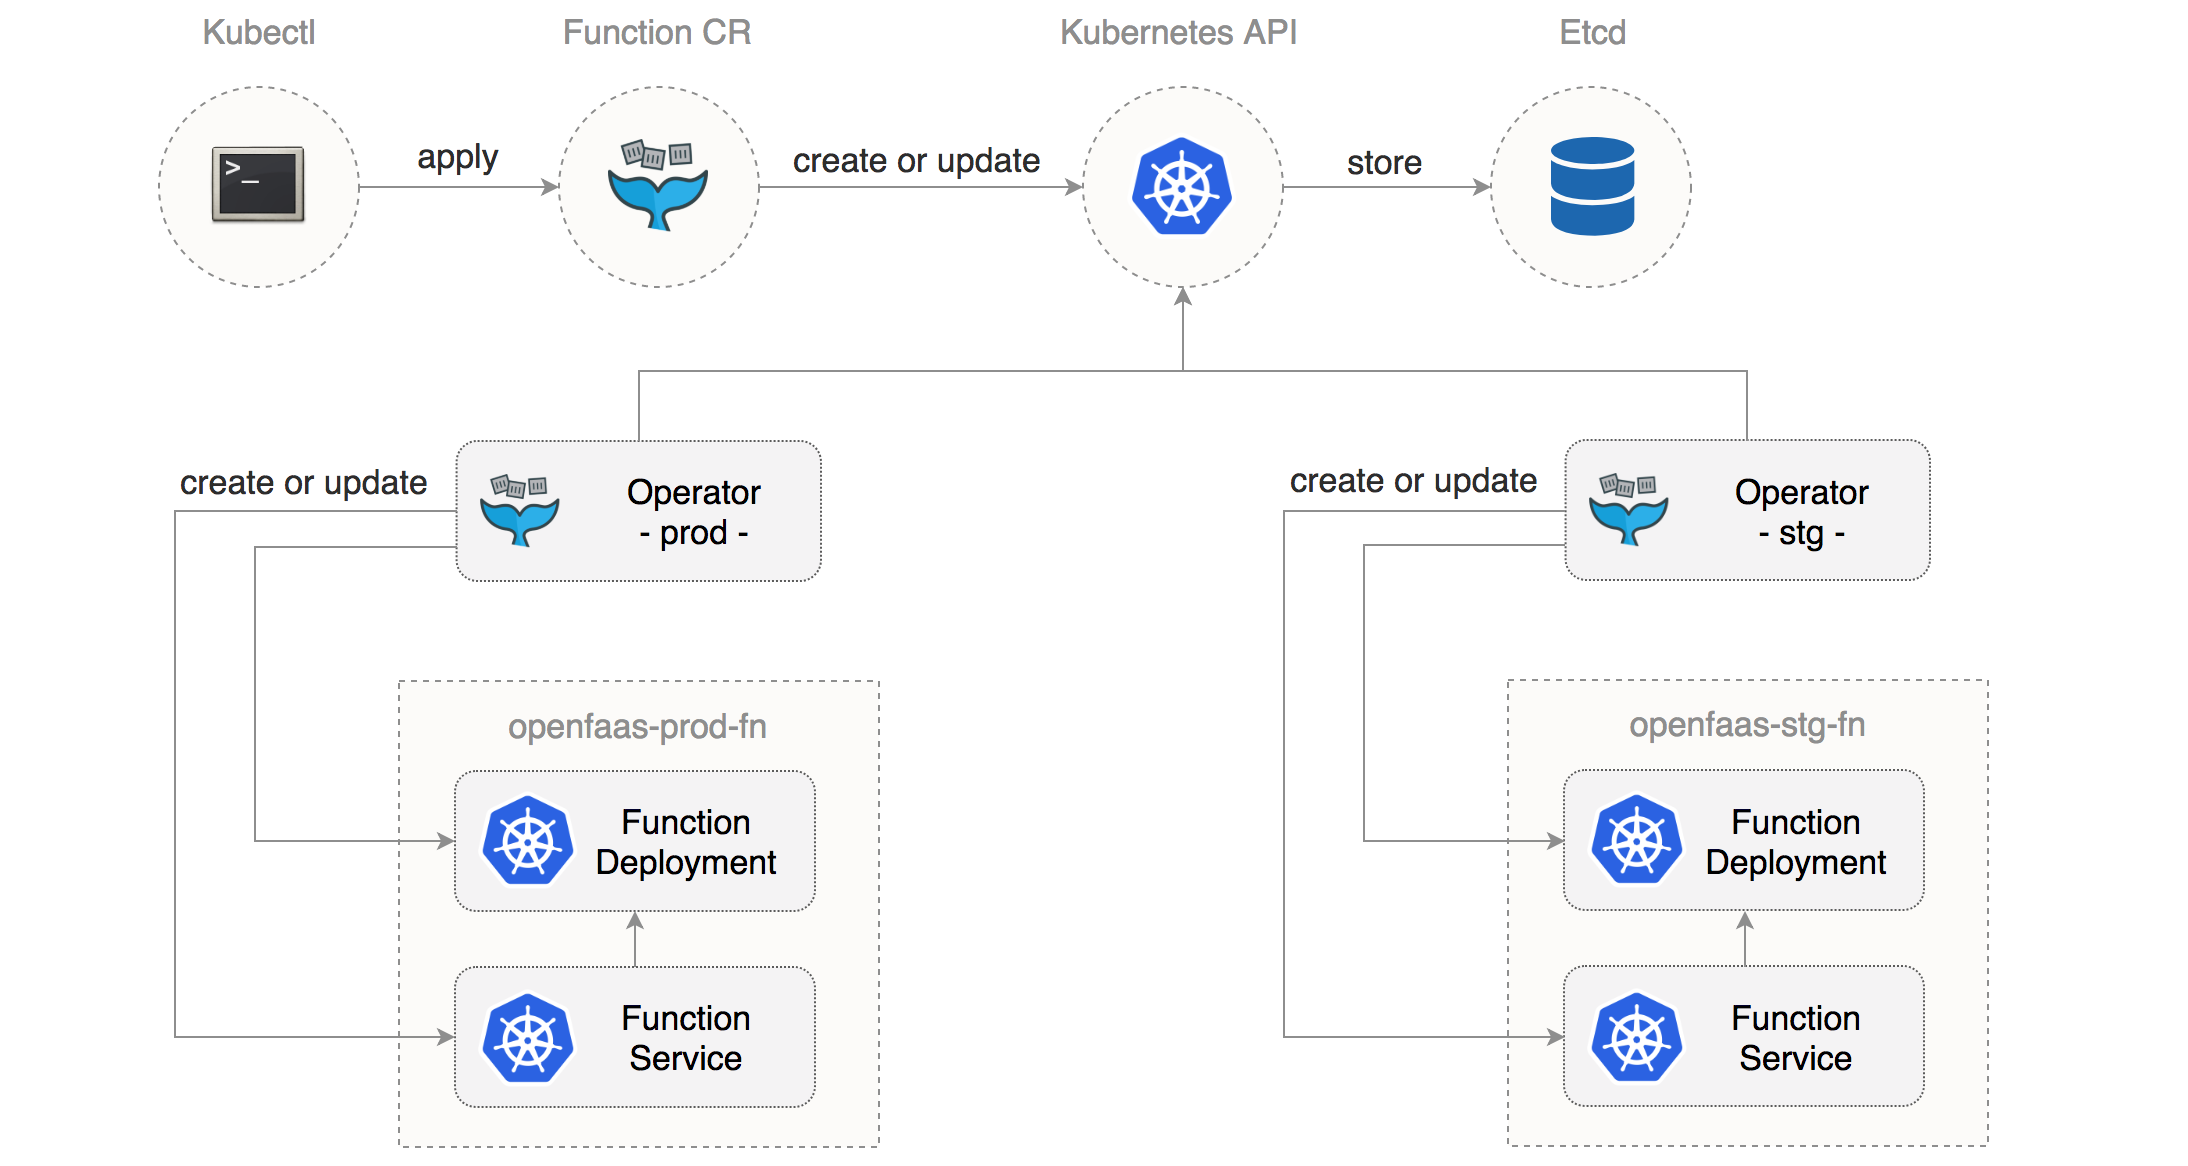 Kubectl
Function CR
Kubernetes API
Etcd
>_
apply
create or update
store
create or update
Operator
- prod -
create or update
Operator
- stg -
openfaas-prod-fn
Function
Deployment
Function
Service
openfaas-stg-fn
Function
Deployment
Function
Service